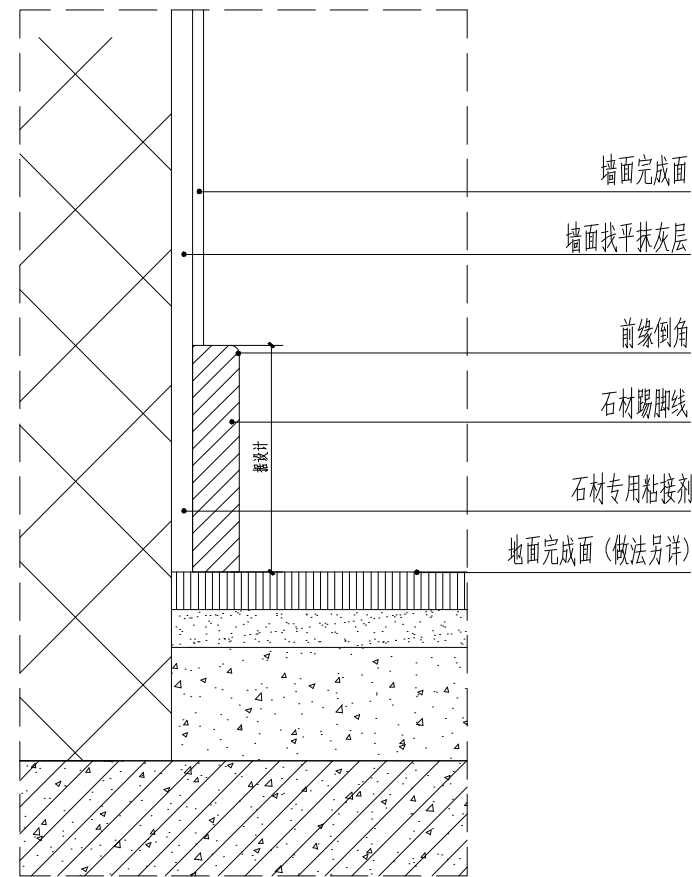 墙面完成面
墙面找平抹灰层
前缘倒角
石材踢脚线
设计
石材专用粘接剂
地面完成面（做法另详）